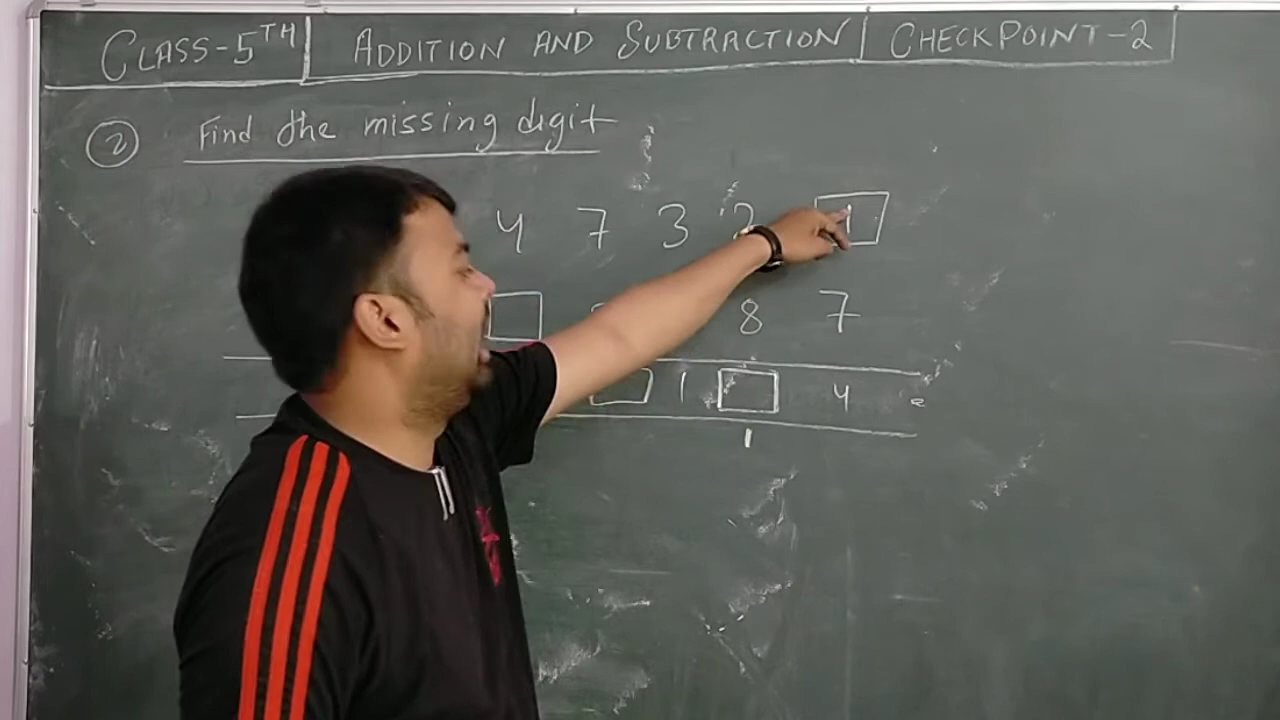 CLASS-5TH ADDITION AND SUBTRACTION CHECKPOINT-2
2 Find the missing digit
4 7 3 2 1
8 7
1 4
1